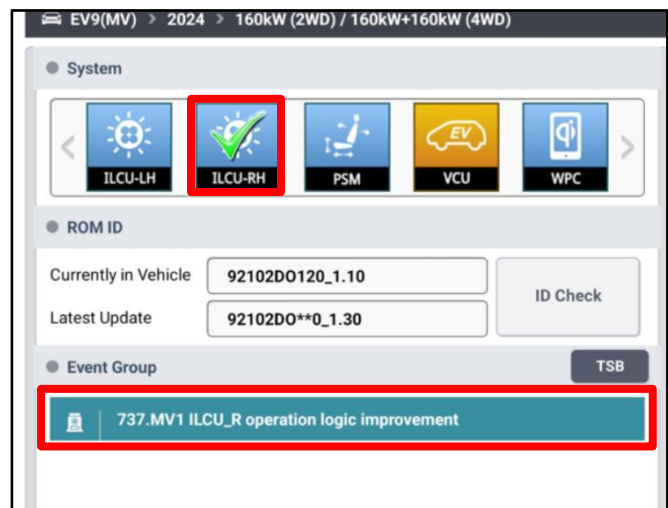 EV9(MV) > 2024 > 160kW (2WD) / 160kW+160kW (4WD)
System
ILCU-LH ILCU-RH PSM EV VCU qi WPC
ROM ID
Currently in Vehicle 92102DO120_1.10
ID Check
Latest Update 92102DO**0_1.30
Event Group TSB
737.MV1 ILCU_R operation logic improvement